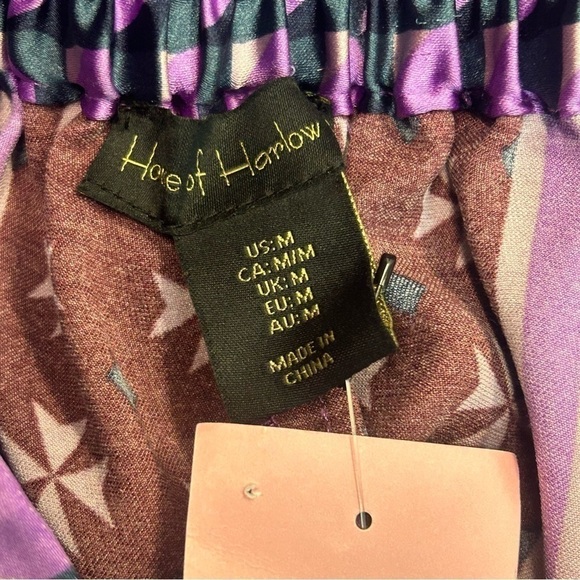 House of Harlow
US: M
CA: M/M
UK: M
EU: M
AU: M
MADE IN
CHINA